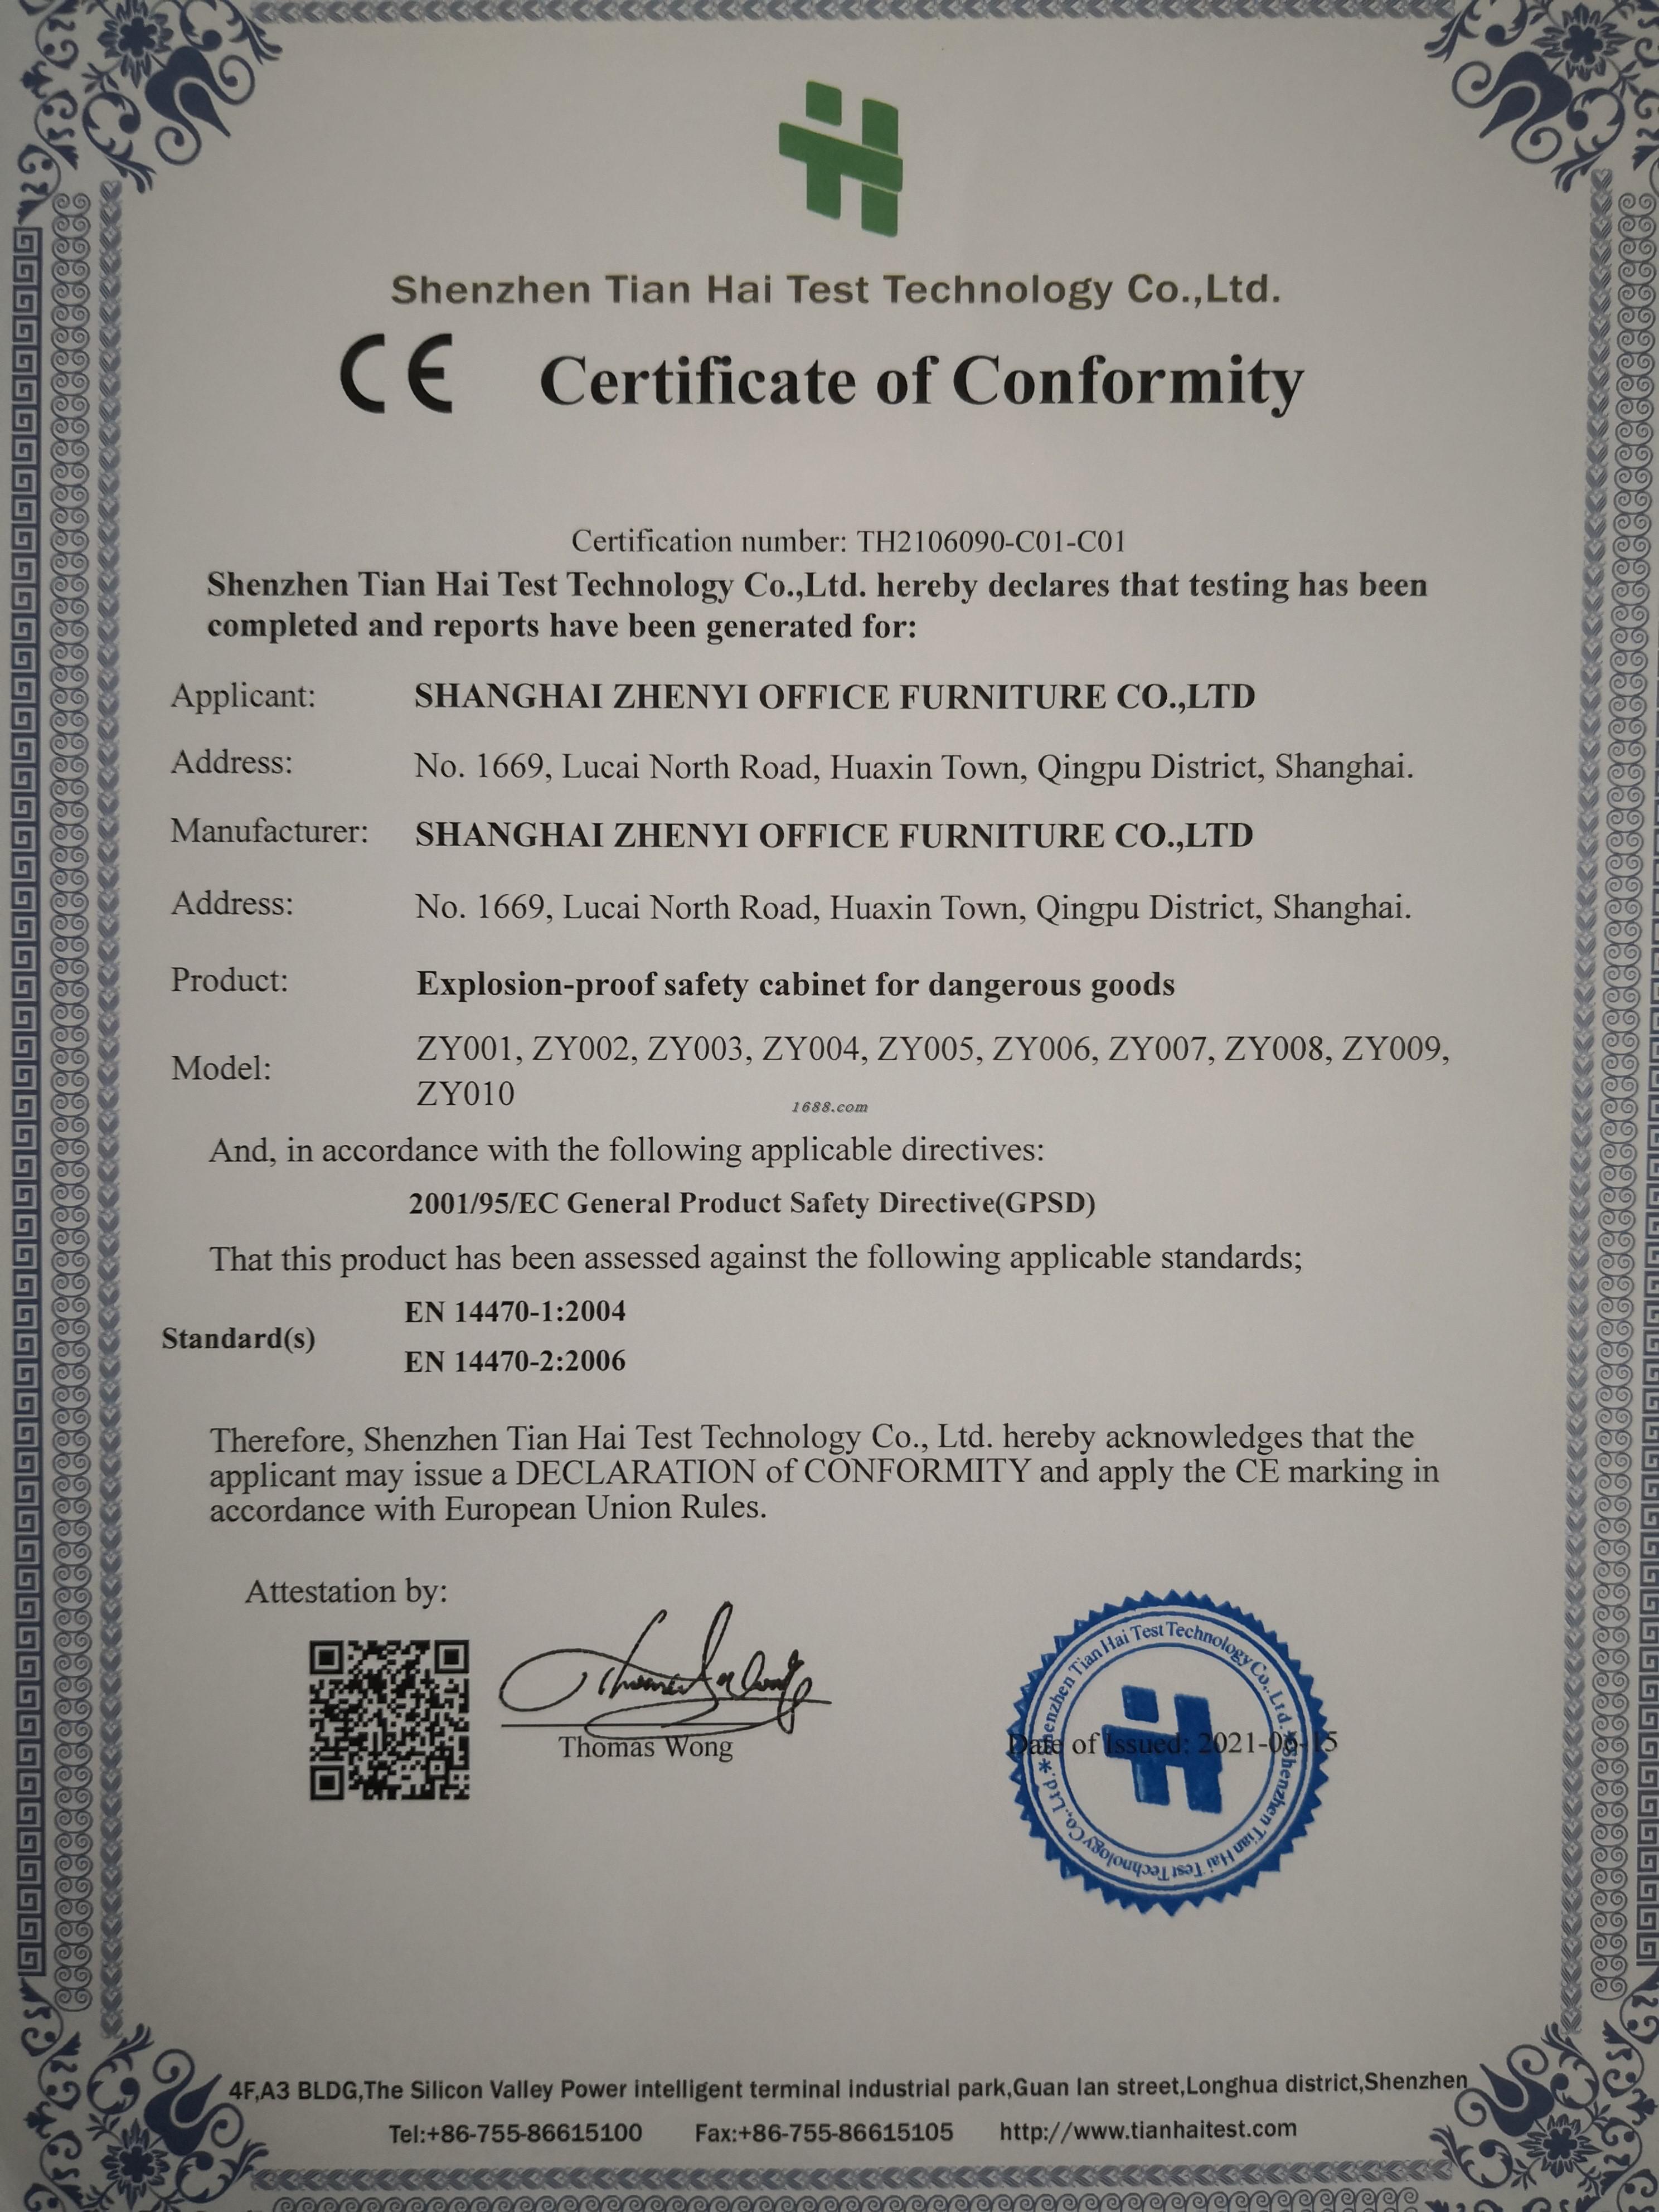 Shenzhen Tian Hai Test Technology Co.,Ltd.
CE Certificate of Conformity
Certification number: TH2106090-C01-C01
Shenzhen Tian Hai Test Technology Co.,Ltd. hereby declares that testing has been
completed and reports have been generated for:
Applicant: SHANGHAI ZHENYI OFFICE FURNITURE CO.,LTD
Address: No. 1669, Lucai North Road, Huaxin Town, Qingpu District, Shanghai.
Manufacturer: SHANGHAI ZHENYI OFFICE FURNITURE CO.,LTD
Address: No. 1669, Lucai North Road, Huaxin Town, Qingpu District, Shanghai.
Product: Explosion-proof safety cabinet for dangerous goods
Model: ZY001, ZY002, ZY003, ZY004, ZY005, ZY006, ZY007, ZY008, ZY009,
ZY010
1688.com
And, in accordance with the following applicable directives:
2001/95/EC General Product Safety Directive(GPSD)
That this product has been assessed against the following applicable standards;
Standard(s)
EN 14470-1:2004
EN 14470-2:2006
Therefore, Shenzhen Tian Hai Test Technology Co., Ltd. hereby acknowledges that the
applicant may issue a DECLARATION of CONFORMITY and apply the CE marking in
accordance with European Union Rules.
Attestation by:
Thomas Wong
Date of Issued: 2021-06-15
Shenzhen Tian Hai Test Technology Co.,Ltd.*Shenzhen Tian Hai Test Technology Co.,Ltd.*
4F,A3 BLDG,The Silicon Valley Power intelligent terminal industrial park,Guan lan street,Longhua district,Shenzhen
Tel:+86-755-86615100 Fax:+86-755-86615105 http://www.tianhaitest.com